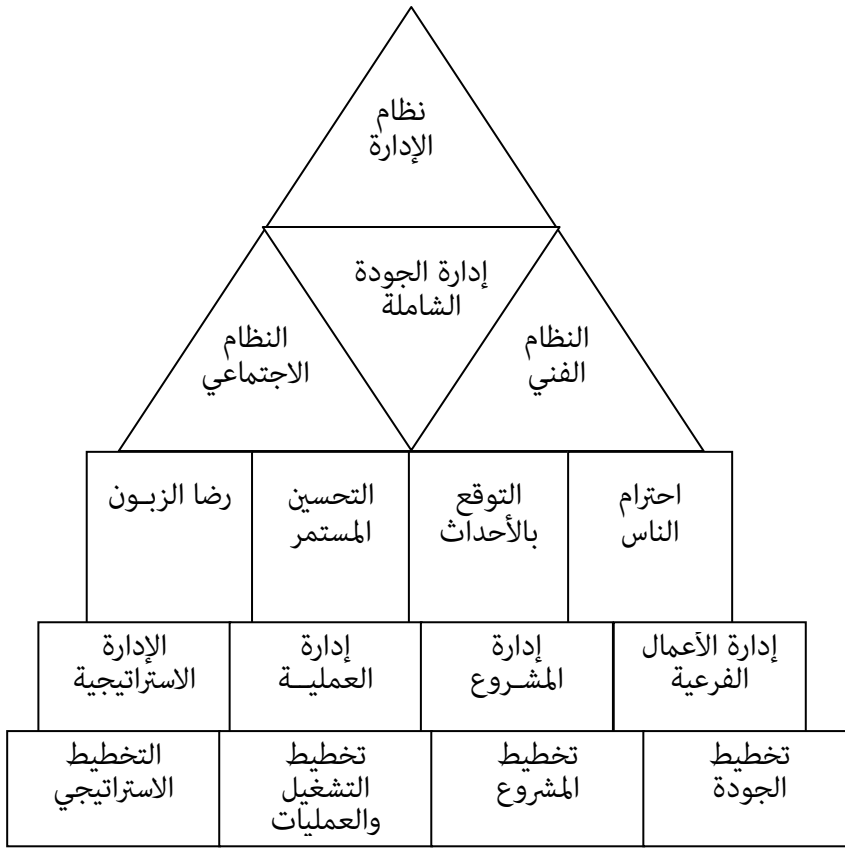 نظام
الإدارة
إدارة الجودة
الشاملة
النظام
الفني
النظام
الاجتماعي
احترام
الناس
التوقع
بالأحداث
التحسين
المستمر
رضا الزبـون
إدارة الأعمال
الفرعية
إدارة
المشـروع
إدارة
العمليــة
الإدارة
الاستراتيجية
تخطيط
الجودة
تخطيط
المشروع
تخطيط
التشغيل
والعمليات
التخطيط
الاستراتيجي